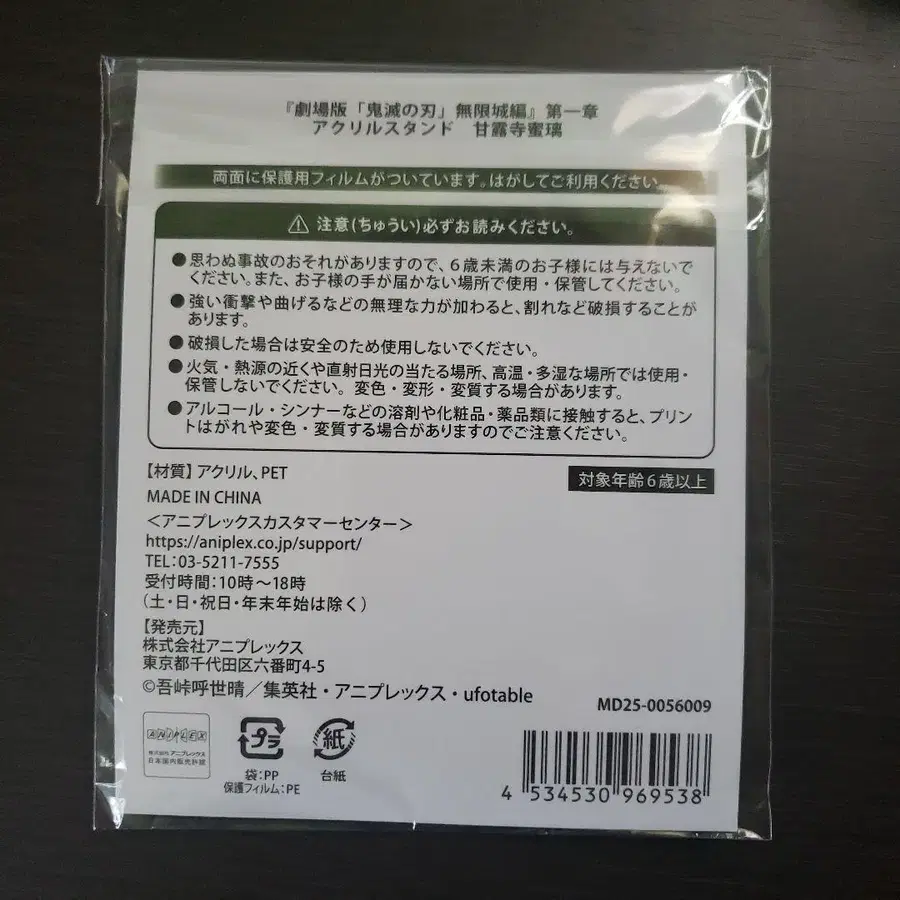 『劇場版「鬼滅の刃」無限城編』第一章
アクリルスタンド 甘露寺蜜璃
両面に保護用フィルムがついています。はがしてご利用ください。
⚠ 注意(ちゅうい)必ずお読みください。
●思わぬ事故のおそれがありますので、6歳未満のお子様には与えないで
ください。また、お子様の手が届かない場所で使用・保管してください。
●強い衝撃や曲げるなどの無理な力が加わると、割れなど破損することが
あります。
●破損した場合は安全のため使用しないでください。
●火気・熱源の近くや直射日光の当たる場所、高温・多湿な場所では使用・
保管しないでください。変色・変形・変質する場合があります。
●アルコール・シンナーなどの溶剤や化粧品・薬品類に接触すると、プリン
トはがれや変色・変質する場合がありますのでご注意ください。
【材質】アクリル、PET
対象年齢6歳以上
MADE IN CHINA
＜アニプレックスカスタマーセンター＞
https://aniplex.co.jp/support/
TEL：03-5211-7555
受付時間：10時～18時
（土・日・祝日・年末年始は除く）
【発売元】
株式会社アニプレックス
東京都千代田区六番町4-5
©吾峠呼世晴／集英社・アニプレックス・ufotable
MD25-0056009
ANIPLEX
株式会社アニプレックス
日本国内販売許諾
プラ
袋：PP
保護フィルム：PE
紙
台紙
4 534530 969538